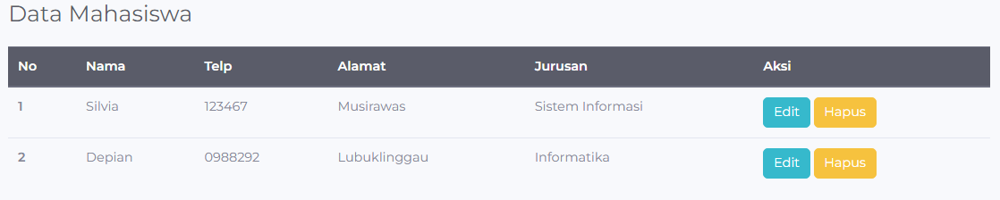 Data Mahasiswa
No Nama Telp Alamat Jurusan Aksi
1 Silvia 123467 Musirawas Sistem Informasi Edit Hapus
2 Depian 0988292 Lubuklinggau Informatika Edit Hapus